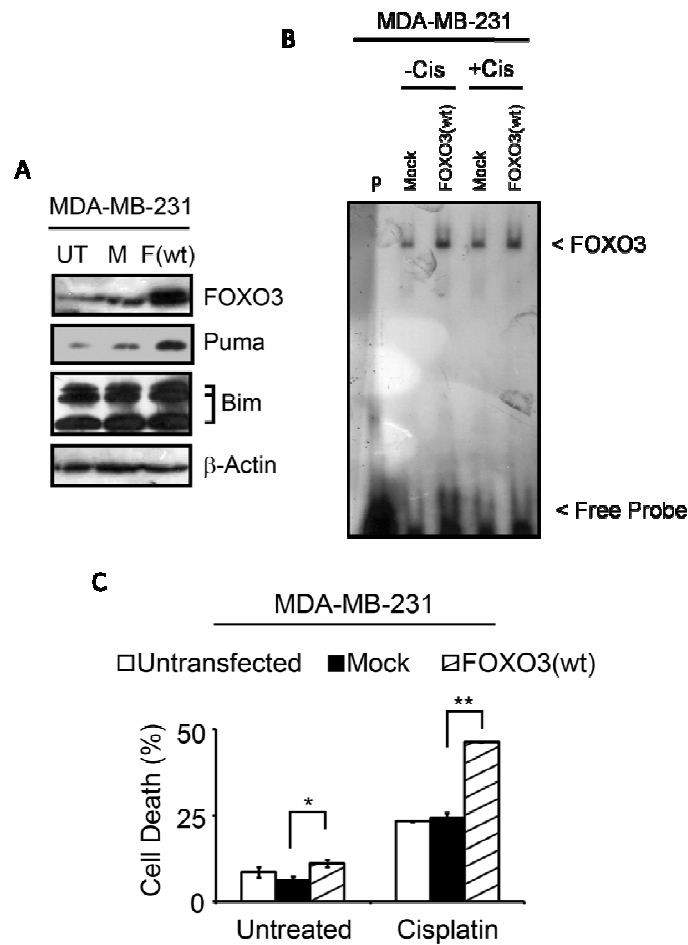 A
MDA-MB-231
UT M F(wt)
FOXO3
Puma
Bim
β-Actin
B
MDA-MB-231
-Cis +Cis
P Mock FOXO3(wt) Mock FOXO3(wt)
< FOXO3
< Free Probe
C
MDA-MB-231
Untransfected Mock FOXO3(wt)
Cell Death (%)
50
25
0
*
**
Untreated Cisplatin